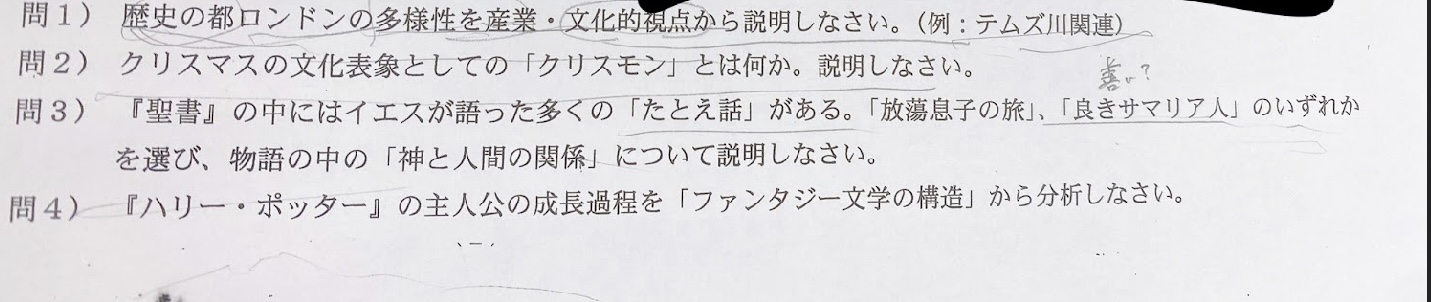 問1） 歴史の都ロンドンの多様性を産業・文化的視点から説明しなさい。（例：テムズ川関連）
問2） クリスマスの文化表象としての「クリスモン」とは何か。説明しなさい。
善い？
問3） 『聖書』の中にはイエスが語った多くの「たとえ話」がある。「放蕩息子の旅」、「良きサマリア人」のいずれか
を選び、物語の中の「神と人間の関係」について説明しなさい。
問4） 『ハリー・ポッター』の主人公の成長過程を「ファンタジー文学の構造」から分析しなさい。